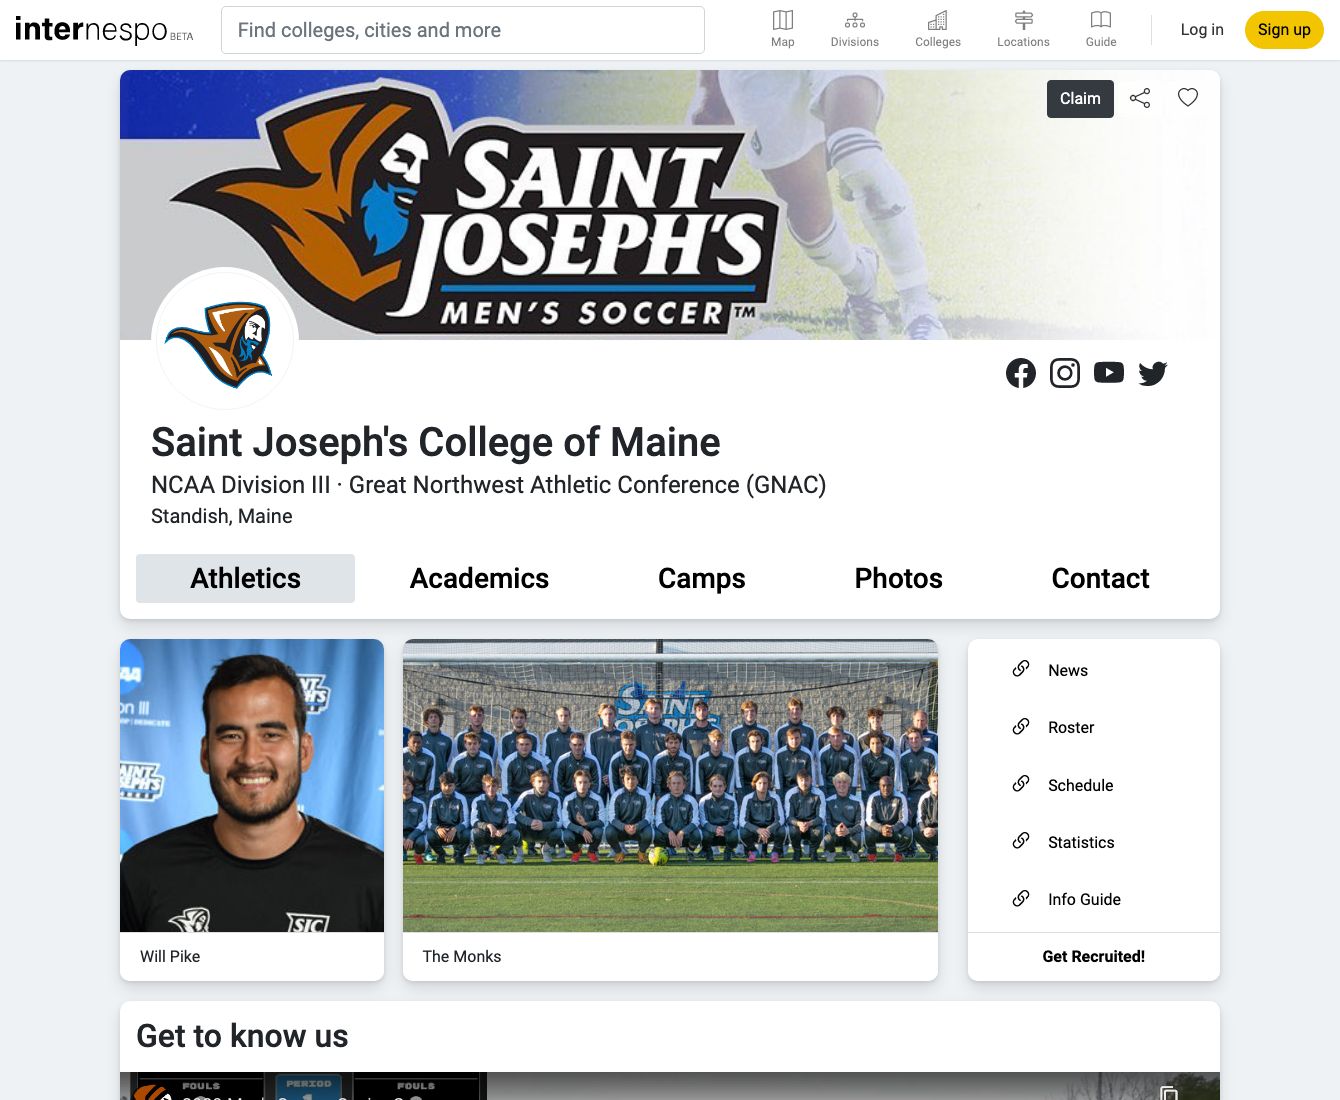 internespo BETA
Find colleges, cities and more
Map
Divisions
Colleges
Locations
Guide
Log in
Sign up
Claim
SAINT
JOSEPH'S
MEN'S SOCCER™
Saint Joseph's College of Maine
NCAA Division III · Great Northwest Athletic Conference (GNAC)
Standish, Maine
Athletics
Academics
Camps
Photos
Contact
SJC
SAINT
Will Pike
The Monks
News
Roster
Schedule
Statistics
Info Guide
Get Recruited!
Get to know us
FOULS
PERIOD
FOULS